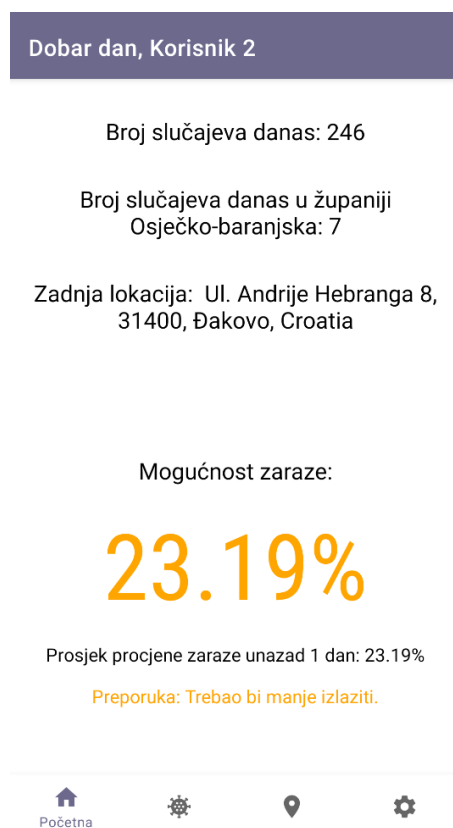 Dobar dan, Korisnik 2
Broj slučajeva danas: 246
Broj slučajeva danas u županiji
Osječko-baranjska: 7
Zadnja lokacija:  Ul. Andrije Hebranga 8,
31400, Đakovo, Croatia
Mogućnost zaraze:
23.19%
Prosjek procjene zaraze unazad 1 dan: 23.19%
Preporuka: Trebao bi manje izlaziti.
Početna